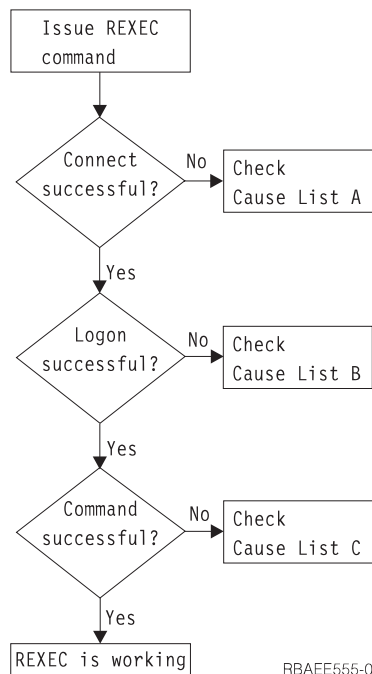 Issue REXEC
command
Connect
successful?
No
Check
Cause List A
Yes
Logon
successful?
No
Check
Cause List B
Yes
Command
successful?
No
Check
Cause List C
Yes
REXEC is working
RBAEE555-0